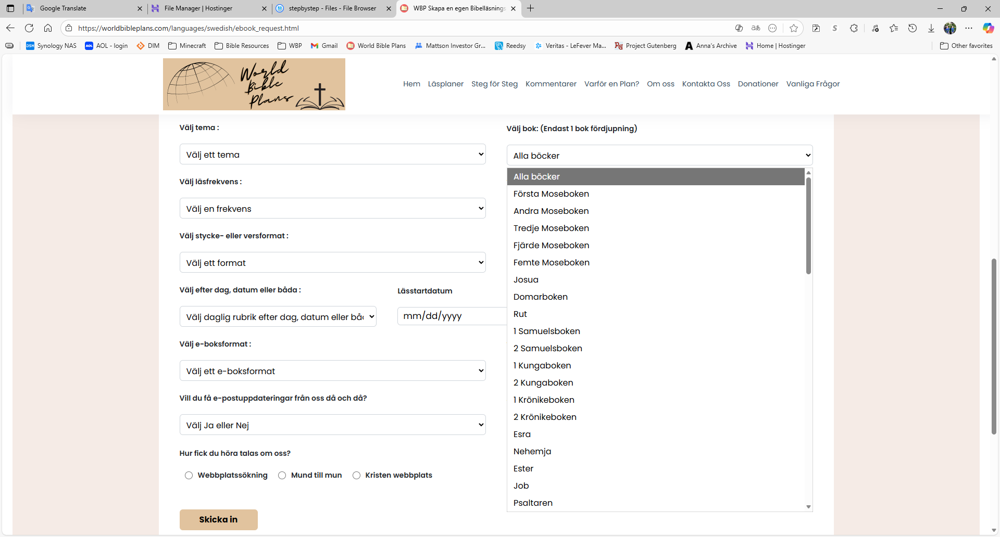 Google Translate
File Manager | Hostinger
stepbystep - Files - File Browser
WBP Skapa en egen Bibelläsnings
https://worldbibleplans.com/languages/swedish/ebook_request.html
Synology NAS
AOL - login
DIM
Minecraft
Bible Resources
WBP
Gmail
World Bible Plans
Mattson Investor Gr...
Reedsy
Veritas - LeFever Ma...
Project Gutenberg
Anna's Archive
Home | Hostinger
Other favorites
World
Bible
Plans
Hem
Läsplaner
Steg för Steg
Kommentarer
Varför en Plan?
Om oss
Kontakta Oss
Donationer
Vanliga Frågor
Välj tema :
Välj ett tema
Välj läsfrekvens :
Välj en frekvens
Välj stycke- eller versformat :
Välj ett format
Välj efter dag, datum eller båda :
Välj daglig rubrik efter dag, datum eller båd
Lässtartdatum
mm/dd/yyyy
Välj e-boksformat :
Välj ett e-boksformat
Vill du få e-postuppdateringar från oss då och då?
Välj Ja eller Nej
Hur fick du höra talas om oss?
Webbplatssökning
Mund till mun
Kristen webbplats
Skicka in
Välj bok: (Endast 1 bok fördjupning)
Alla böcker
Alla böcker
Första Moseboken
Andra Moseboken
Tredje Moseboken
Fjärde Moseboken
Femte Moseboken
Josua
Domarboken
Rut
1 Samuelsboken
2 Samuelsboken
1 Kungaboken
2 Kungaboken
1 Krönikeboken
2 Krönikeboken
Esra
Nehemja
Ester
Job
Psaltaren